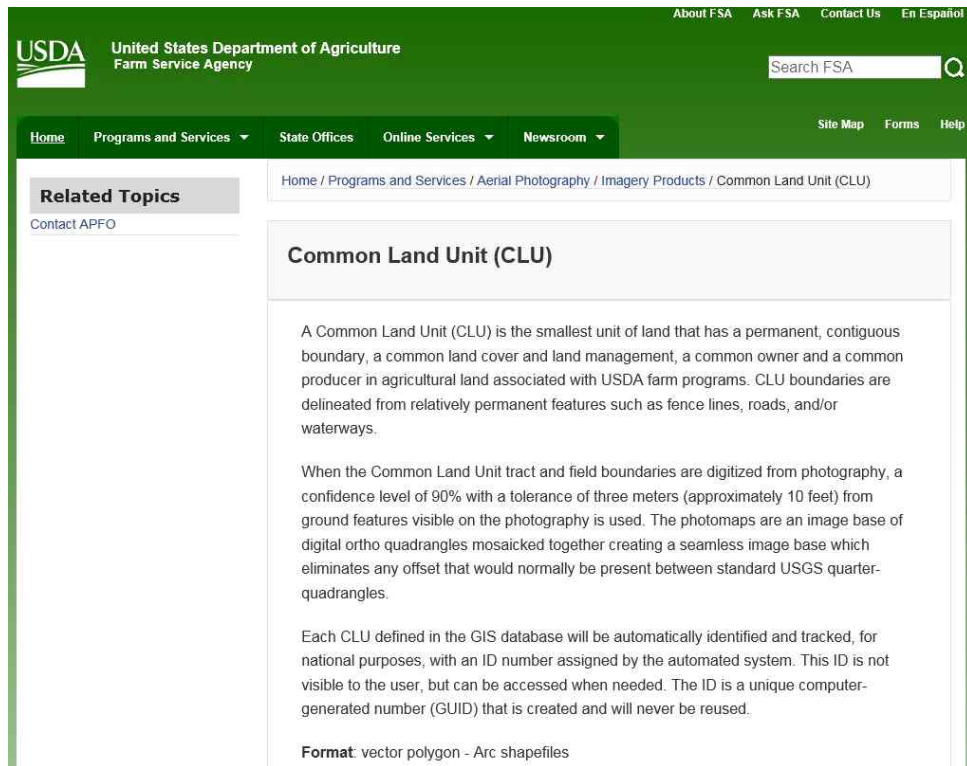 About FSA Ask FSA Contact Us En Español
USDA
United States Department of Agriculture
Farm Service Agency
Search FSA
Home Programs and Services State Offices Online Services Newsroom
Site Map Forms Help
Related Topics
Contact APFO
Home / Programs and Services / Aerial Photography / Imagery Products / Common Land Unit (CLU)
Common Land Unit (CLU)
A Common Land Unit (CLU) is the smallest unit of land that has a permanent, contiguous
boundary, a common land cover and land management, a common owner and a common
producer in agricultural land associated with USDA farm programs. CLU boundaries are
delineated from relatively permanent features such as fence lines, roads, and/or
waterways.
When the Common Land Unit tract and field boundaries are digitized from photography, a
confidence level of 90% with a tolerance of three meters (approximately 10 feet) from
ground features visible on the photography is used. The photomaps are an image base of
digital ortho quadrangles mosaicked together creating a seamless image base which
eliminates any offset that would normally be present between standard USGS quarter-
quadrangles.
Each CLU defined in the GIS database will be automatically identified and tracked, for
national purposes, with an ID number assigned by the automated system. This ID is not
visible to the user, but can be accessed when needed. The ID is a unique computer-
generated number (GUID) that is created and will never be reused.
Format: vector polygon - Arc shapefiles